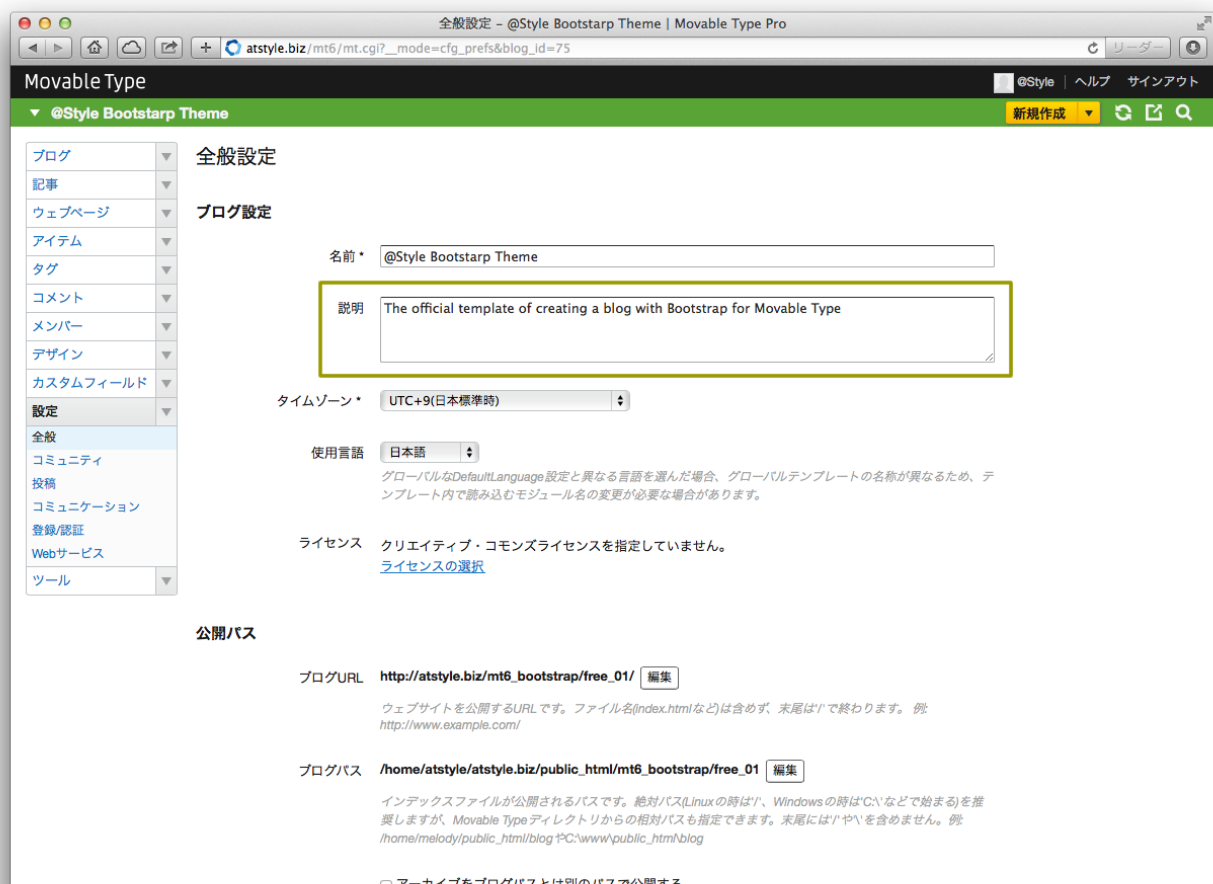 全般設定 – @Style Bootstarp Theme | Movable Type Pro
atstyle.biz/mt6/mt.cgi?__mode=cfg_prefs&blog_id=75
リーダー
Movable Type
@Style
ヘルプ
サインアウト
@Style Bootstarp Theme
新規作成
ブログ
記事
ウェブページ
アイテム
タグ
コメント
メンバー
デザイン
カスタムフィールド
設定
全般
コミュニティ
投稿
コミュニケーション
登録/認証
Webサービス
ツール
全般設定
ブログ設定
名前 *
@Style Bootstarp Theme
説明
The official template of creating a blog with Bootstrap for Movable Type
タイムゾーン *
UTC+9(日本標準時)
使用言語
日本語
グローバルなDefaultLanguage設定と異なる言語を選んだ場合、グローバルテンプレートの名称が異なるため、テ
ンプレート内で読み込むモジュール名の変更が必要な場合があります。
ライセンス
クリエイティブ・コモンズライセンスを指定していません。
ライセンスの選択
公開パス
ブログURL
http://atstyle.biz/mt6_bootstrap/free_01/
編集
ウェブサイトを公開するURLです。ファイル名(index.htmlなど)は含めず、末尾は'/'で終わります。 例:
http://www.example.com/
ブログパス
/home/atstyle/atstyle.biz/public_html/mt6_bootstrap/free_01
編集
インデックスファイルが公開されるパスです。絶対パス(Linuxの時は'/'、Windowsの時は'C:\'などで始まる)を推
奨しますが、Movable Typeディレクトリからの相対パスも指定できます。末尾には'/'や'\'を含めません。例:
/home/melody/public_html/blogやC:\www\public_html\blog
アーカイブをブログパスとは別のパスで公開する